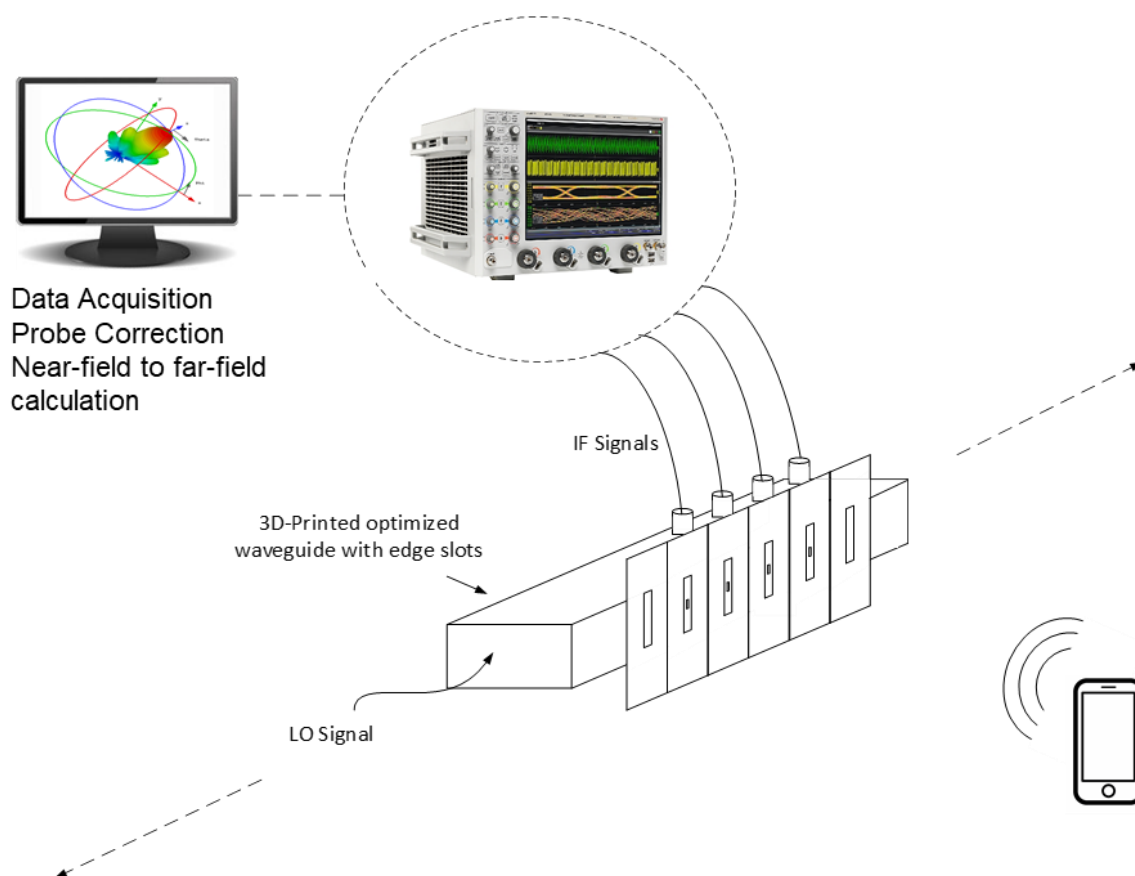 Data Acquisition
Probe Correction
Near-field to far-field
calculation
IF Signals
3D-Printed optimized
waveguide with edge slots
LO Signal